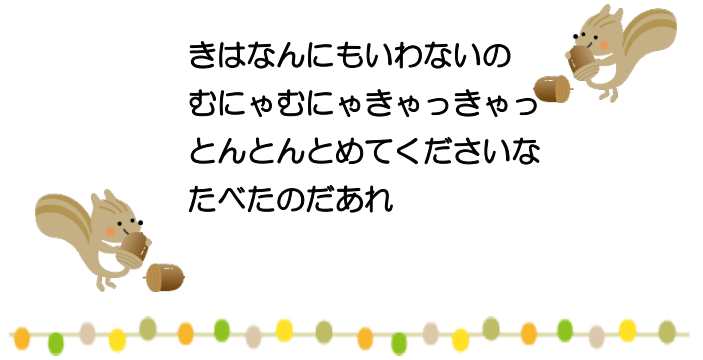 きはなんにもいわないの
むにゃむにゃきゃっきゃっ
とんとんとめてくださいな
たべたのだあれ